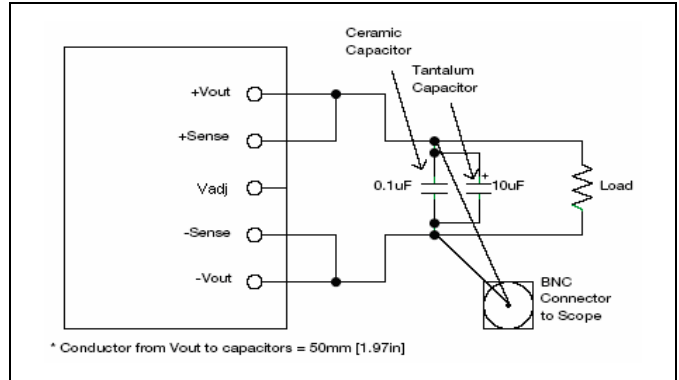 Ceramic
Capacitor
Tantalum
Capacitor
+Vout
+Sense
Vadj
-Sense
-Vout
0.1uF
+
10uF
Load
BNC
Connector
to Scope
* Conductor from Vout to capacitors = 50mm [1.97in]